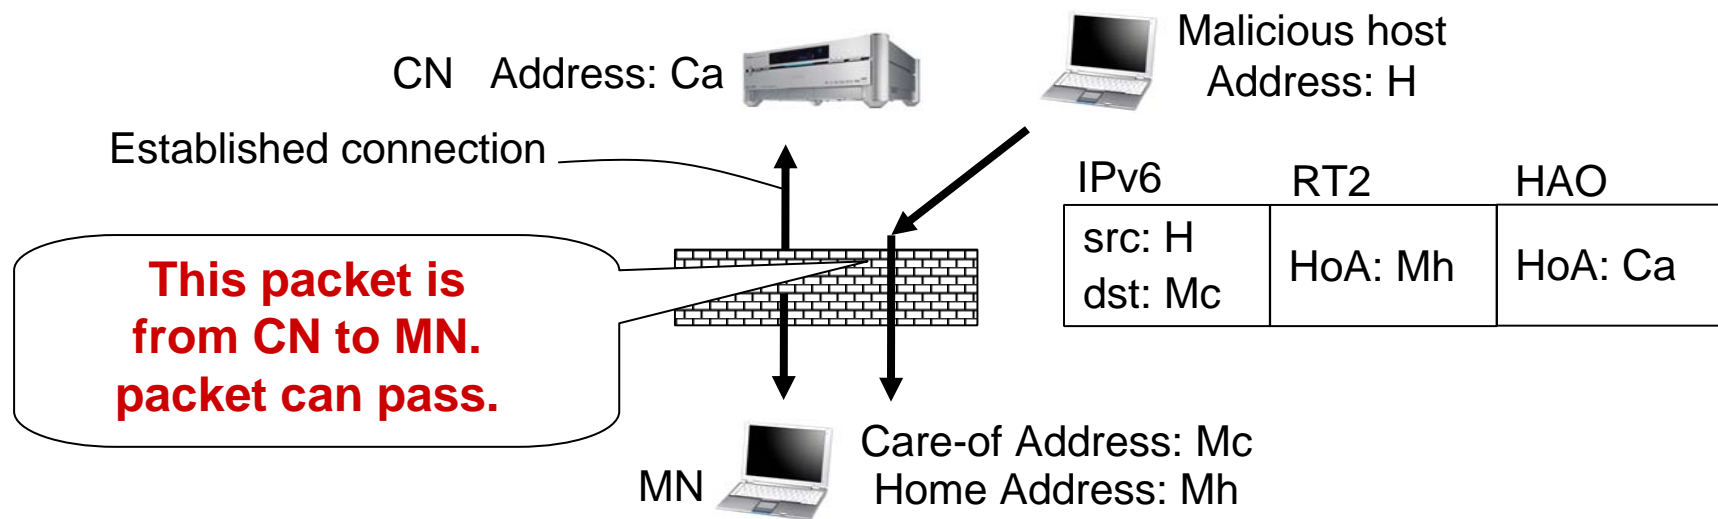 Malicious host
Address: H
CN Address: Ca
Established connection
IPv6 RT2 HAO
src: H
dst: Mc
HoA: Mh
HoA: Ca
This packet is
from CN to MN.
packet can pass.
Care-of Address: Mc
Home Address: Mh
MN